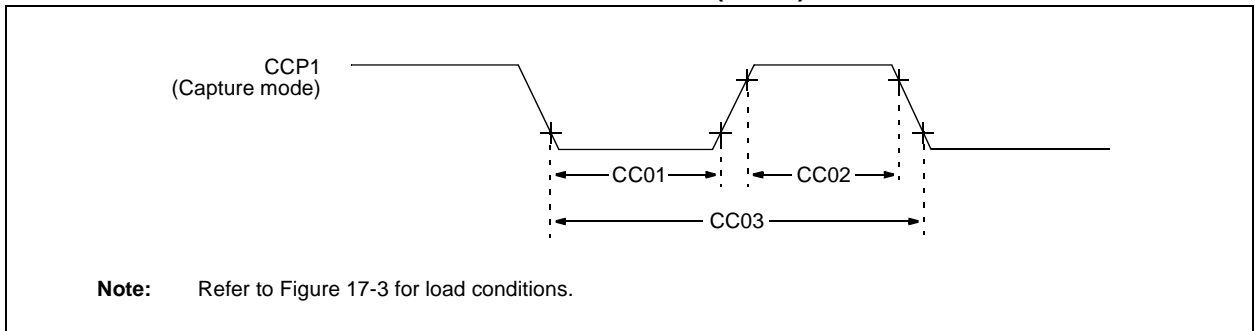 CCP1
(Capture mode)
CC01
CC02
CC03
Note: Refer to Figure 17-3 for load conditions.